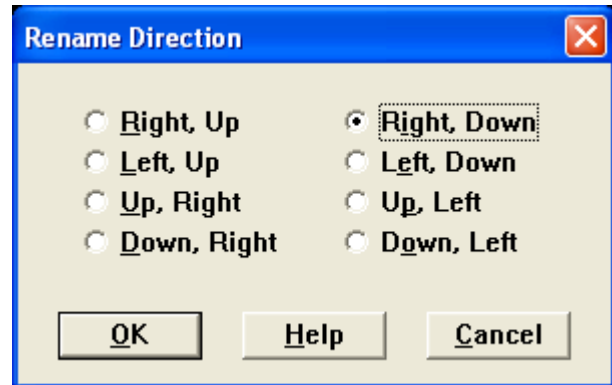 Rename Direction
Right, Up Right, Down
Left, Up Left, Down
Up, Right Up, Left
Down, Right Down, Left
OK Help Cancel